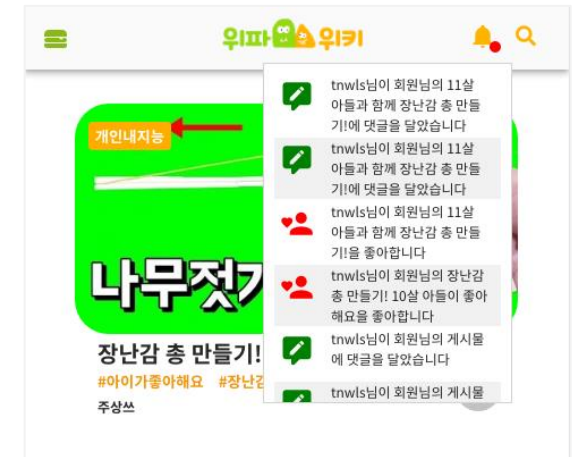 위파위키
tnwls님이 회원님의 11살
아들과 함께 장난감 총 만들
기!에 댓글을 달았습니다
tnwls님이 회원님의 11살
아들과 함께 장난감 총 만들
기!에 댓글을 달았습니다
tnwls님이 회원님의 11살
아들과 함께 장난감 총 만들
기!을 좋아합니다
tnwls님이 회원님의 장난감
총 만들기! 10살 아들이 좋아
해요을 좋아합니다
tnwls님이 회원님의 게시물
에 댓글을 달았습니다
tnwls님이 회원님의 게시물
개인내지능
나무젓가
장난감 총 만들기!
#아이가좋아해요 #장난감
주상쓰